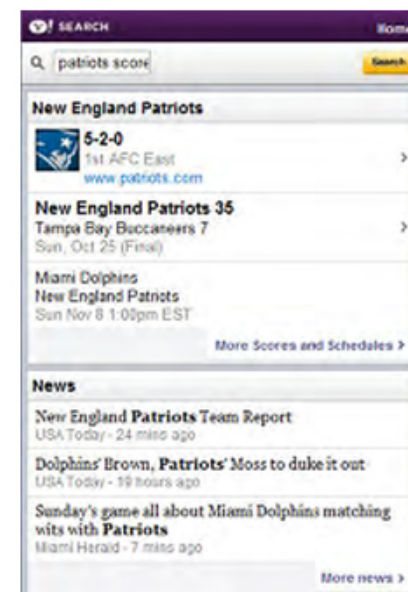 Y! SEARCH
Home
patriots score
Search
New England Patriots
5-2-0
1st AFC East
www.patriots.com
New England Patriots 35
Tampa Bay Buccaneers 7
Sun, Oct 25 (Final)
Miami Dolphins
New England Patriots
Sun Nov 8 1:00pm EST
More Scores and Schedules >
News
New England Patriots Team Report
USA Today - 24 mins ago
Dolphins' Brown, Patriots' Moss to duke it out
USA Today - 19 hours ago
Sunday's game all about Miami Dolphins matching
wits with Patriots
Miami Herald - 7 mins ago
More news >